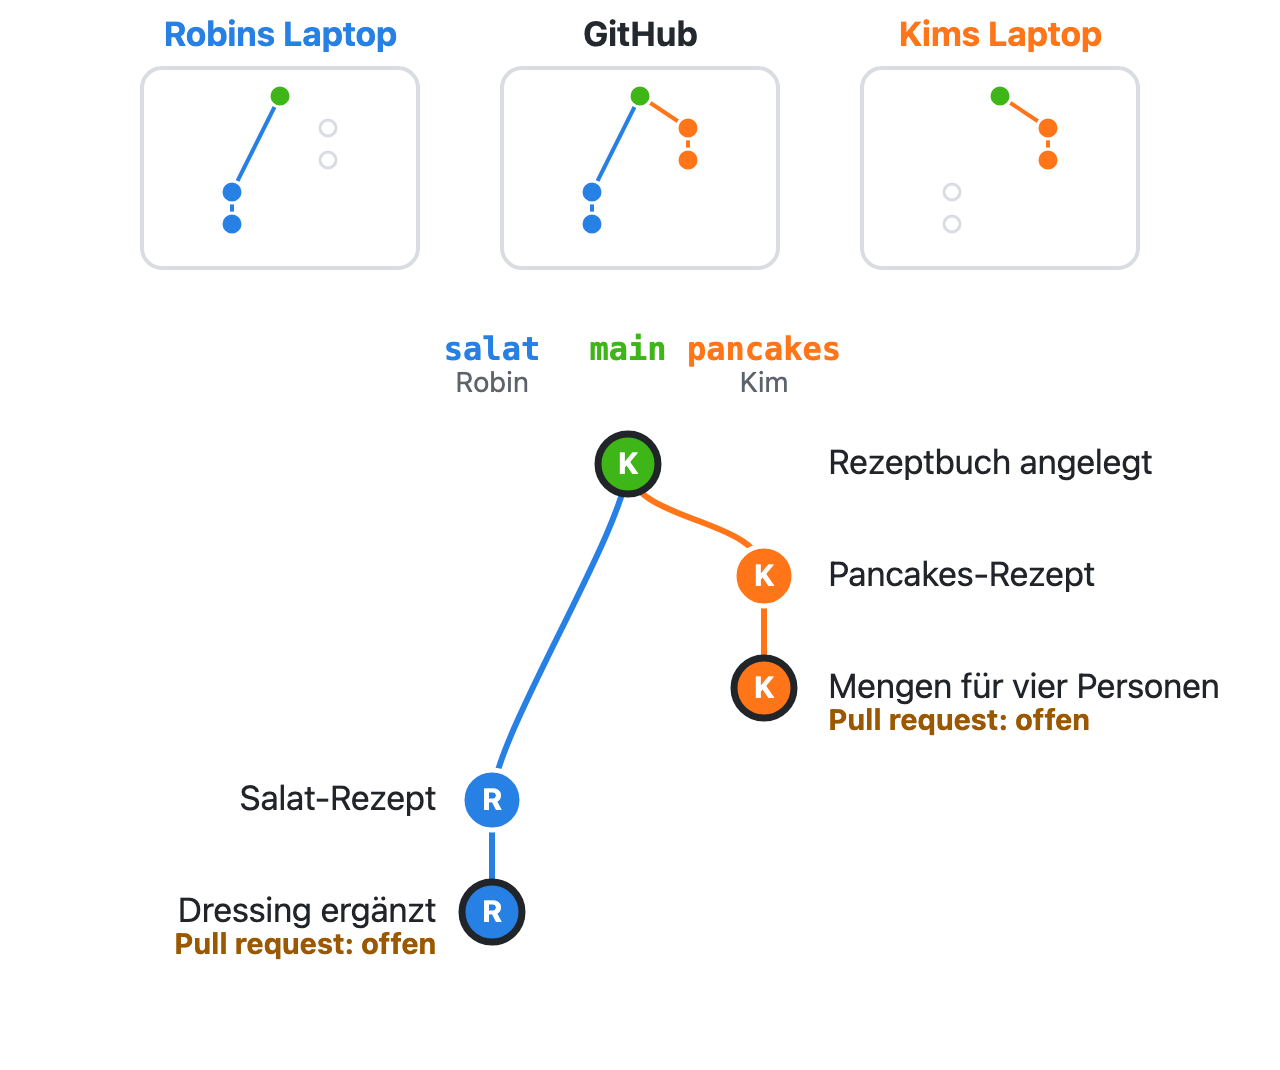 Robins Laptop
GitHub
Kims Laptop
salat
main
pancakes
Robin
Kim
K
Rezeptbuch angelegt
K
Pancakes-Rezept
K
Mengen für vier Personen
Pull request: offen
Salat-Rezept
R
Dressing ergänzt
R
Pull request: offen